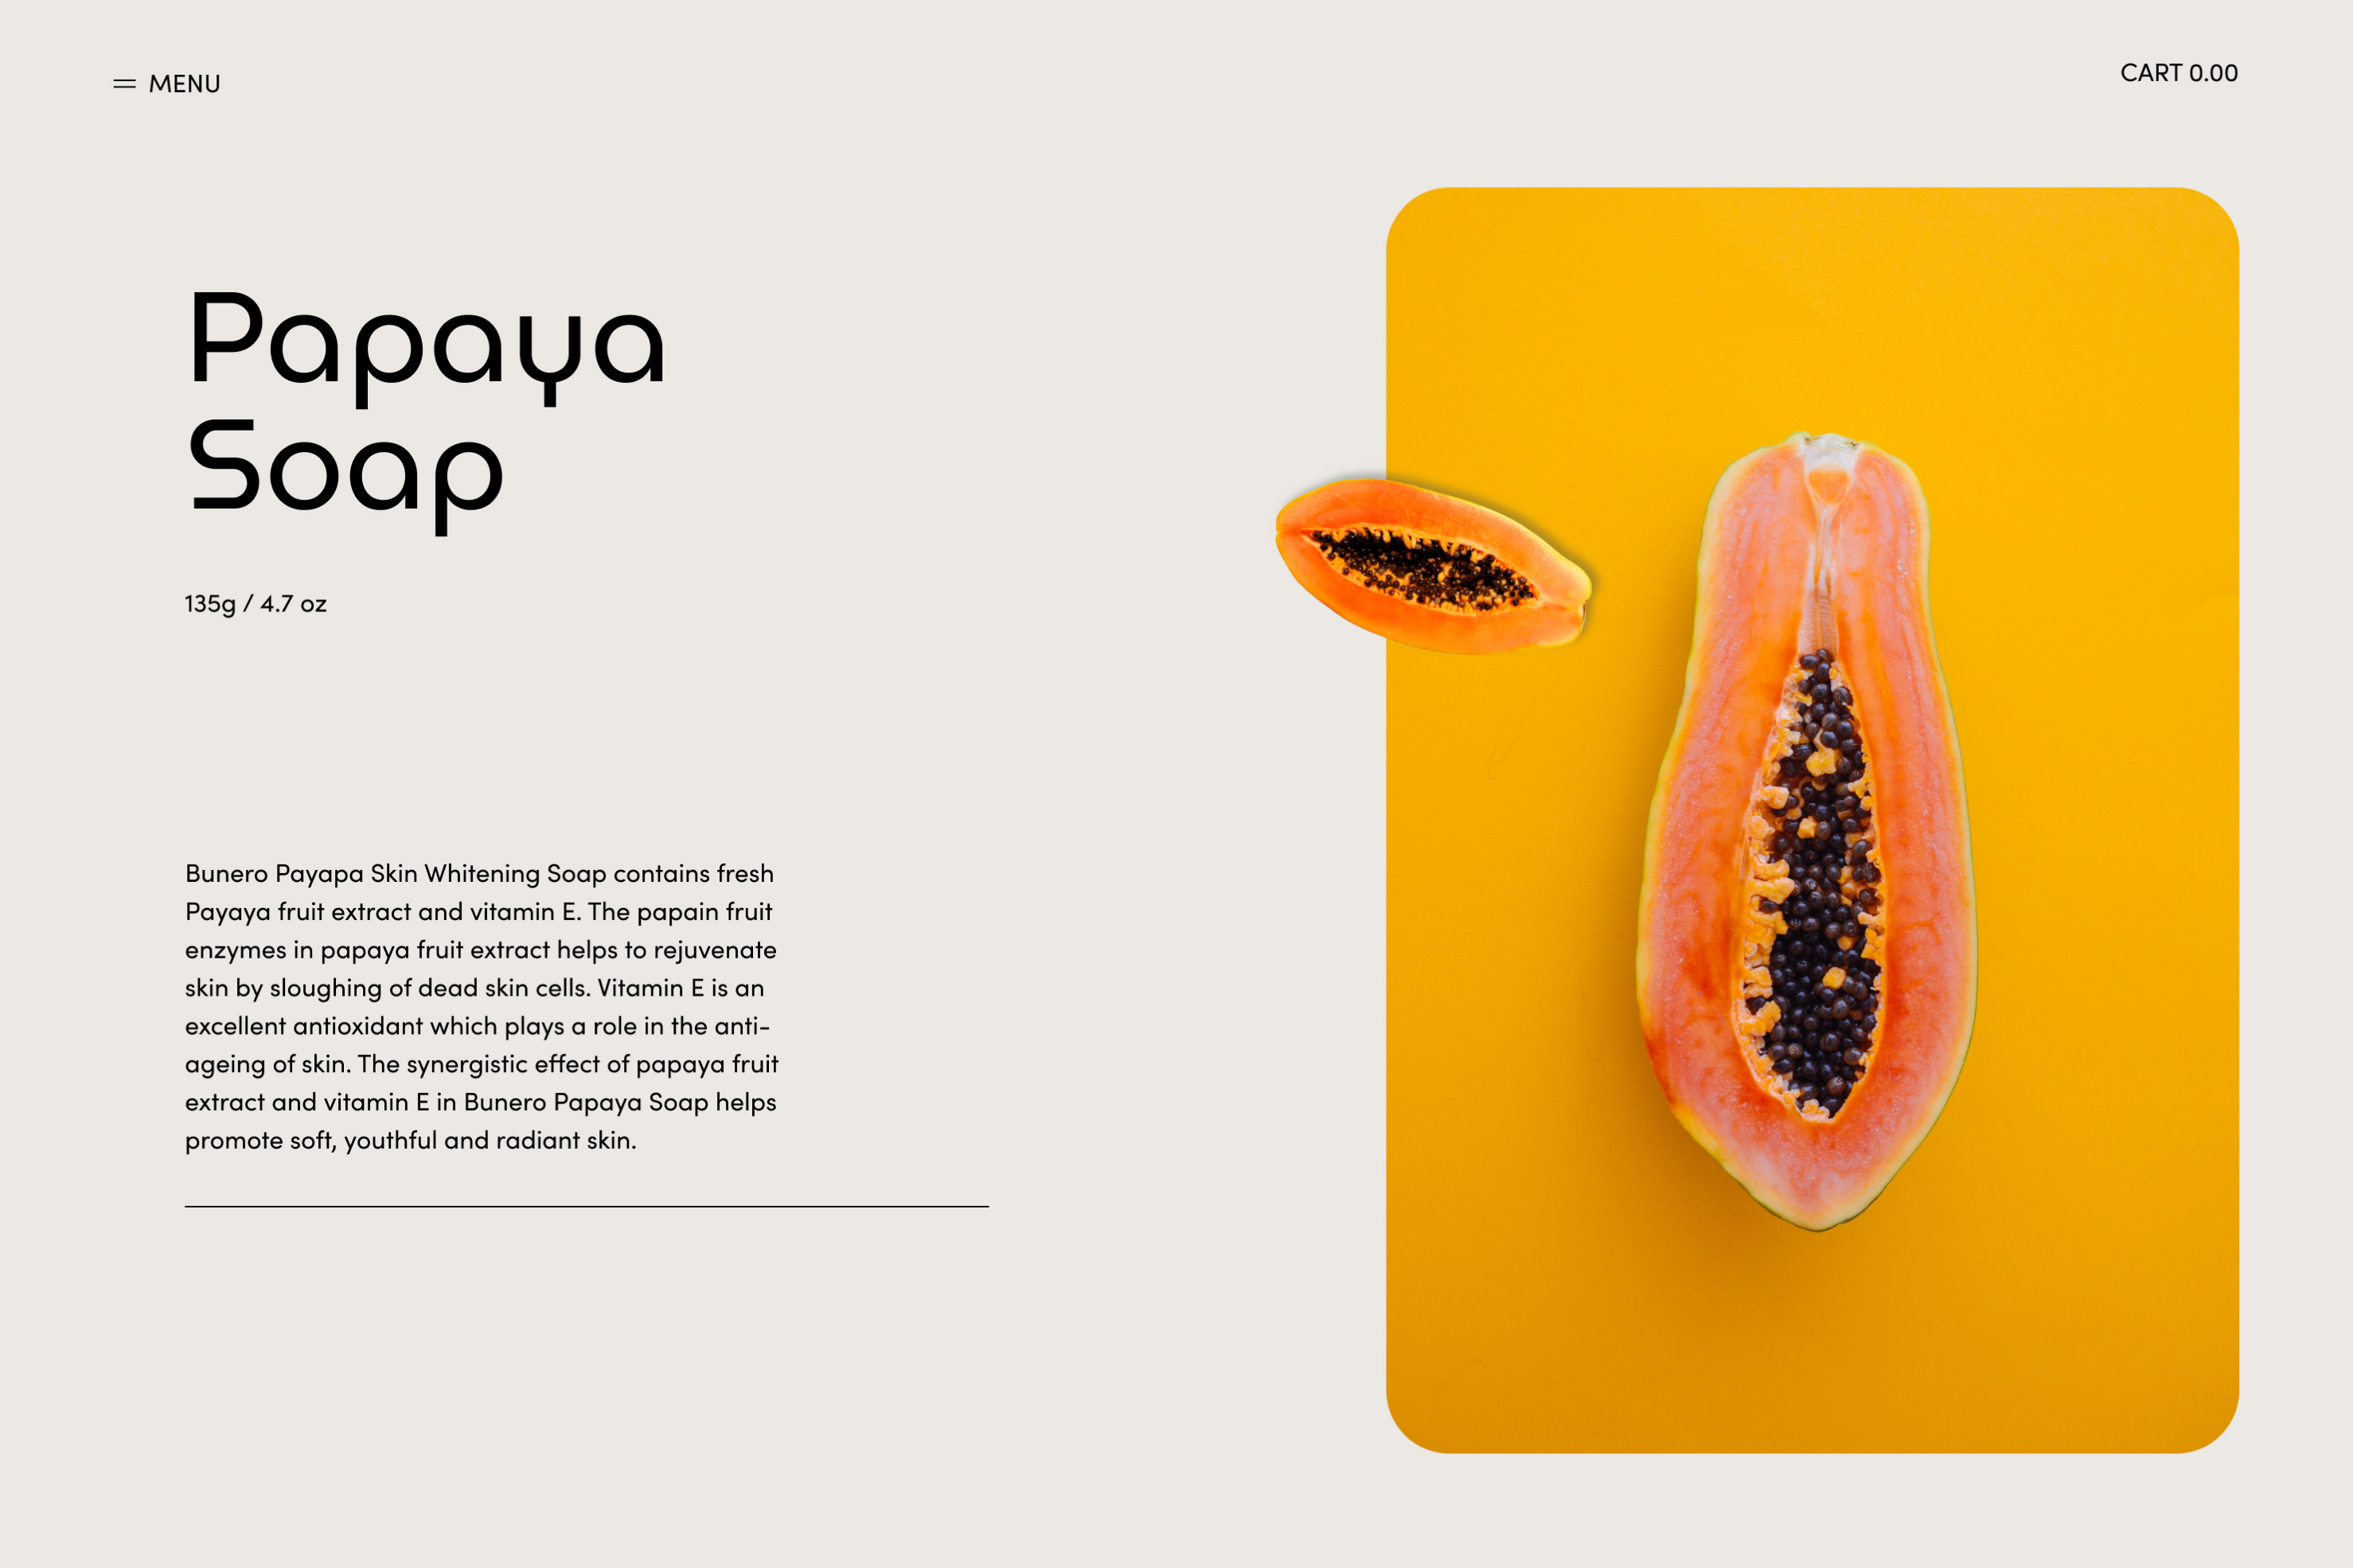 MENU
CART 0.00
Papaya
Soap
135g / 4.7 oz
Bunero Payapa Skin Whitening Soap contains fresh
Payaya fruit extract and vitamin E. The papain fruit
enzymes in papaya fruit extract helps to rejuvenate
skin by sloughing of dead skin cells. Vitamin E is an
excellent antioxidant which plays a role in the anti-
ageing of skin. The synergistic effect of papaya fruit
extract and vitamin E in Bunero Papaya Soap helps
promote soft, youthful and radiant skin.